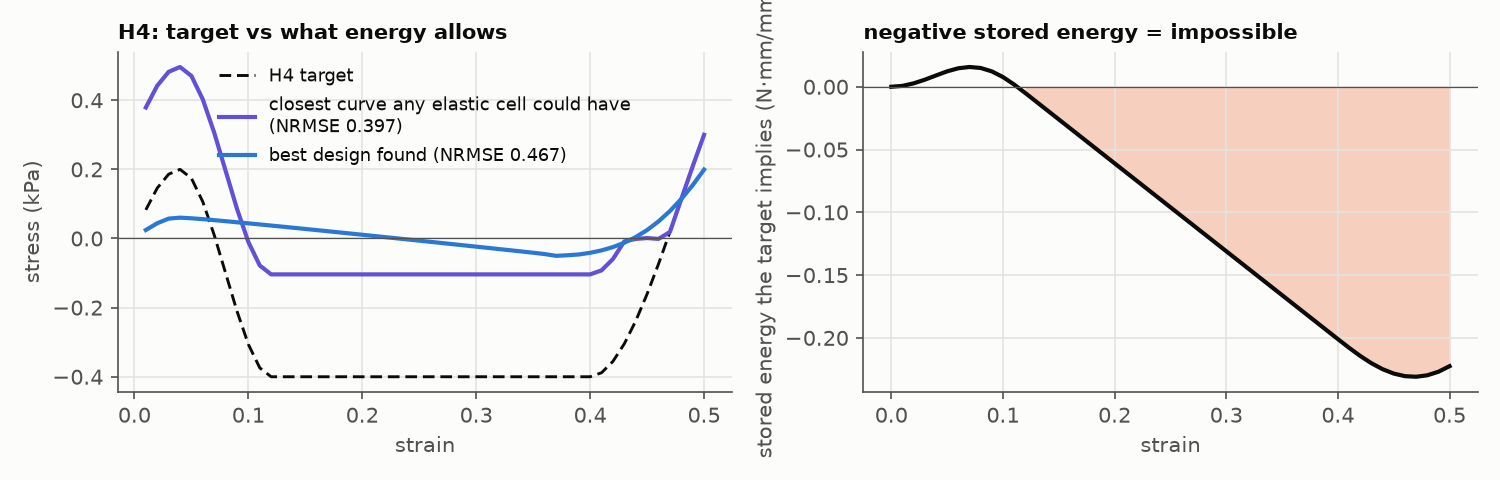 H4: target vs what energy allows
H4 target
closest curve any elastic cell could have
(NRMSE 0.397)
best design found (NRMSE 0.467)
stress (kPa)
0.4
0.2
0.0
−0.2
−0.4
0.0 0.1 0.2 0.3 0.4 0.5
strain
negative stored energy = impossible
stored energy the target implies (N·mm/mm
0.00
−0.05
−0.10
−0.15
−0.20
0.0 0.1 0.2 0.3 0.4 0.5
strain